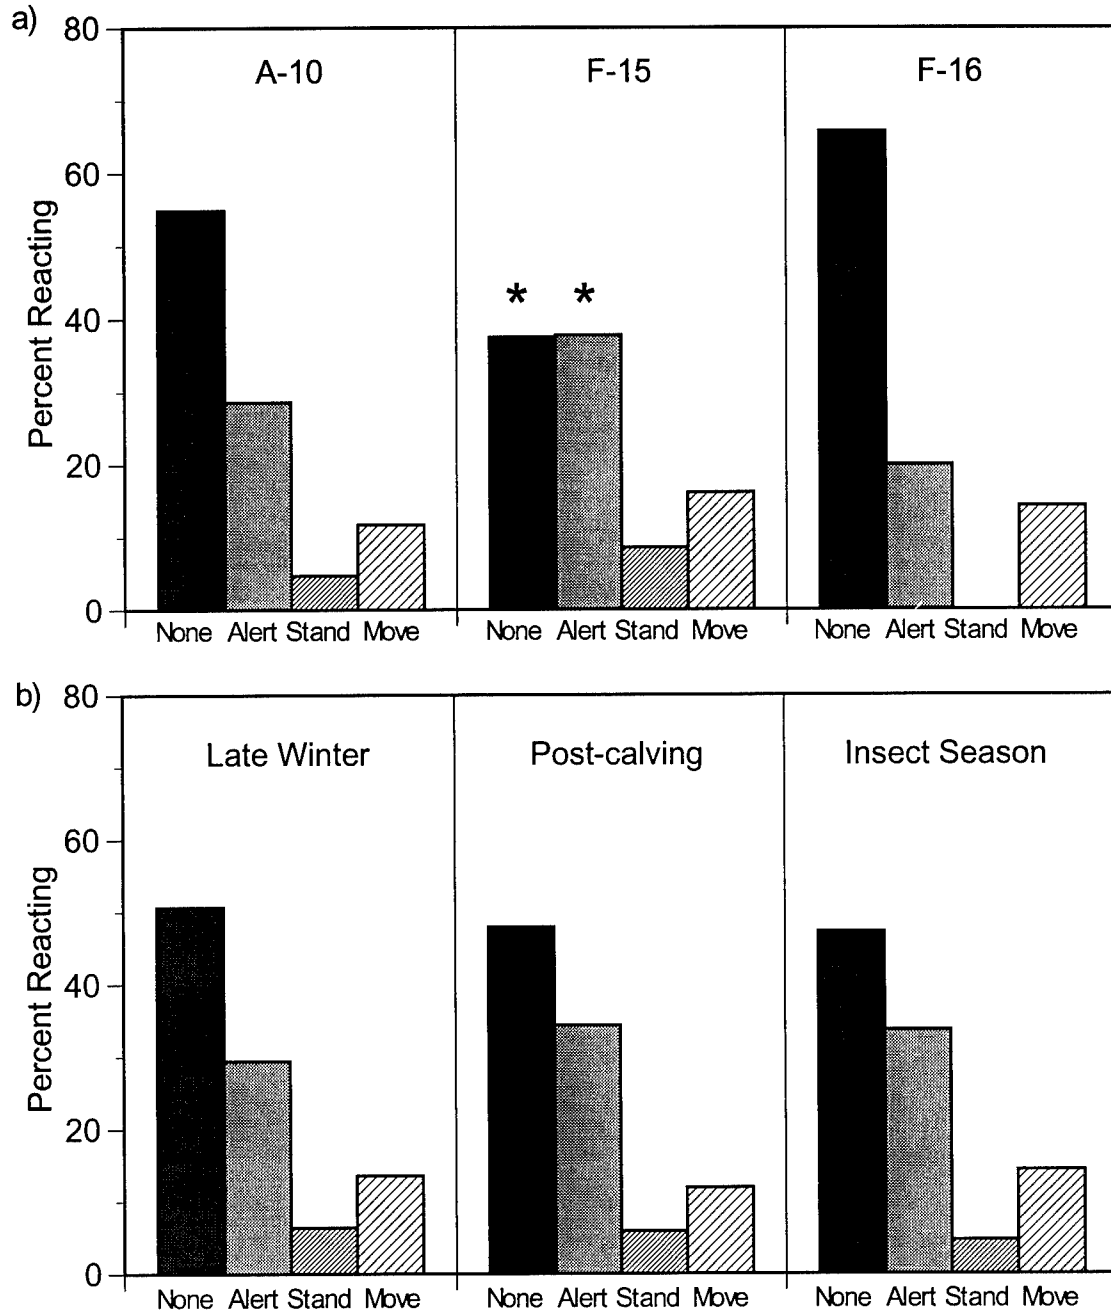 a)
80
A-10
F-15
F-16
60
* *
40
20
0
Percent Reacting
None Alert Stand Move None Alert Stand Move None Alert Stand Move
b)
80
Late Winter
Post-calving
Insect Season
60
40
20
0
Percent Reacting
None Alert Stand Move None Alert Stand Move None Alert Stand Move